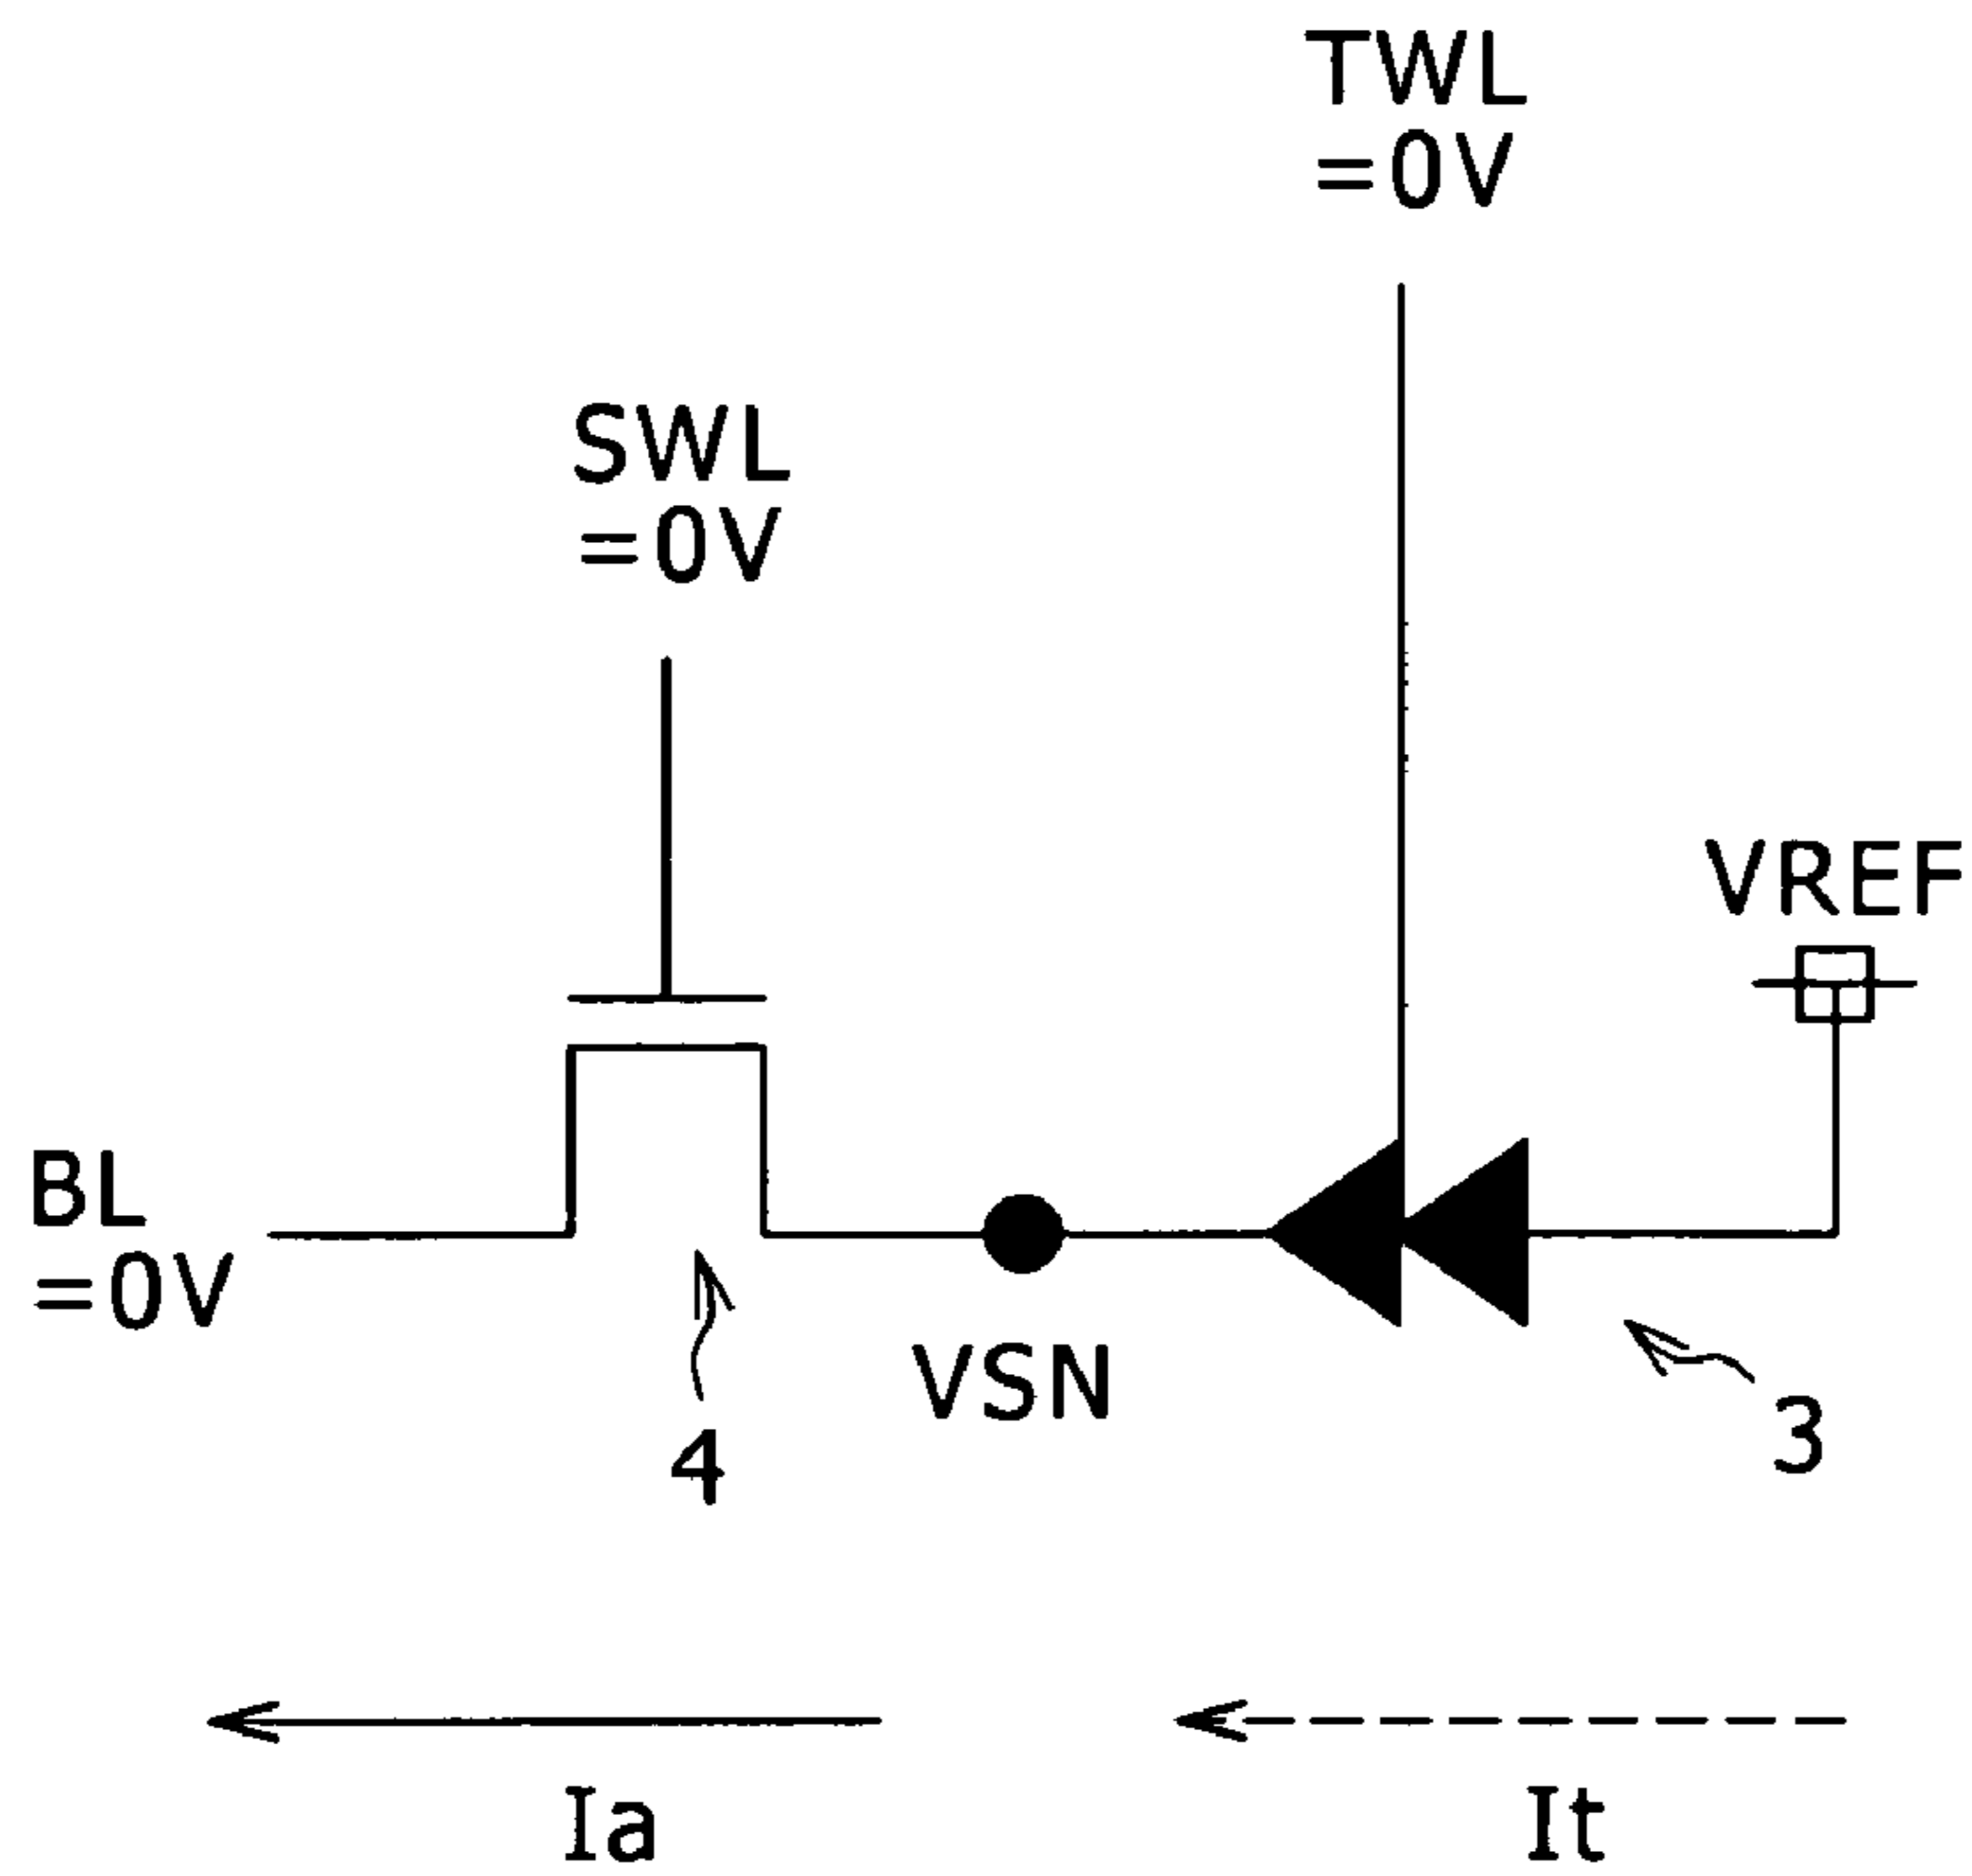 TWL
=0V
SWL
=0V
VREF
BL
=0V
VSN
4
3
Ia
It